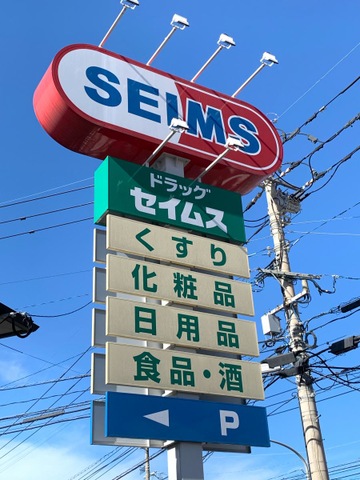 SEIMS
ドラッグ
セイムス
くすり
化粧品
日用品
食品・酒
P